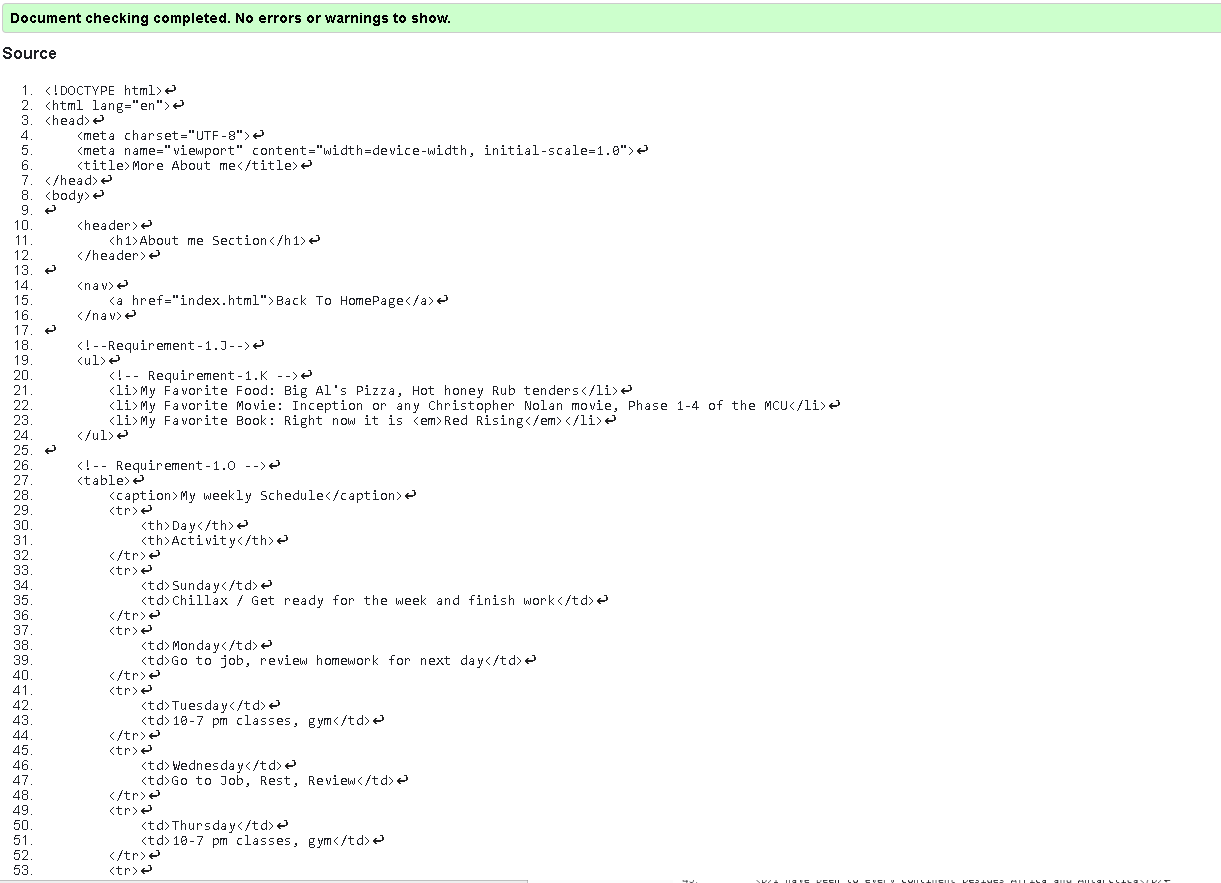 Document checking completed. No errors or warnings to show.
Source
1. <!DOCTYPE html>↩
2. <html lang="en">↩
3. <head>↩
4. <meta charset="UTF-8">↩
5. <meta name="viewport" content="width=device-width, initial-scale=1.0">↩
6. <title>More About me</title>↩
7. </head>↩
8. <body>↩
9. ↩
10. <header>↩
11. <h1>About me Section</h1>↩
12. </header>↩
13. ↩
14. <nav>↩
15. <a href="index.html">Back To HomePage</a>↩
16. </nav>↩
17. ↩
18. <!--Requirement-1.J-->↩
19. <ul>↩
20. <!-- Requirement-1.K -->↩
21. <li>My Favorite Food: Big Al's Pizza, Hot honey Rub tenders</li>↩
22. <li>My Favorite Movie: Inception or any Christopher Nolan movie, Phase 1-4 of the MCU</li>↩
23. <li>My Favorite Book: Right now it is <em>Red Rising</em></li>↩
24. </ul>↩
25. ↩
26. <!-- Requirement-1.O -->↩
27. <table>↩
28. <caption>My weekly Schedule</caption>↩
29. <tr>↩
30. <th>Day</th>↩
31. <th>Activity</th>↩
32. </tr>↩
33. <tr>↩
34. <td>Sunday</td>↩
35. <td>Chillax / Get ready for the week and finish work</td>↩
36. </tr>↩
37. <tr>↩
38. <td>Monday</td>↩
39. <td>Go to job, review homework for next day</td>↩
40. </tr>↩
41. <tr>↩
42. <td>Tuesday</td>↩
43. <td>10-7 pm classes, gym</td>↩
44. </tr>↩
45. <tr>↩
46. <td>Wednesday</td>↩
47. <td>Go to Job, Rest, Review</td>↩
48. </tr>↩
49. <tr>↩
50. <td>Thursday</td>↩
51. <td>10-7 pm classes, gym</td>↩
52. </tr>↩
53. <tr>↩